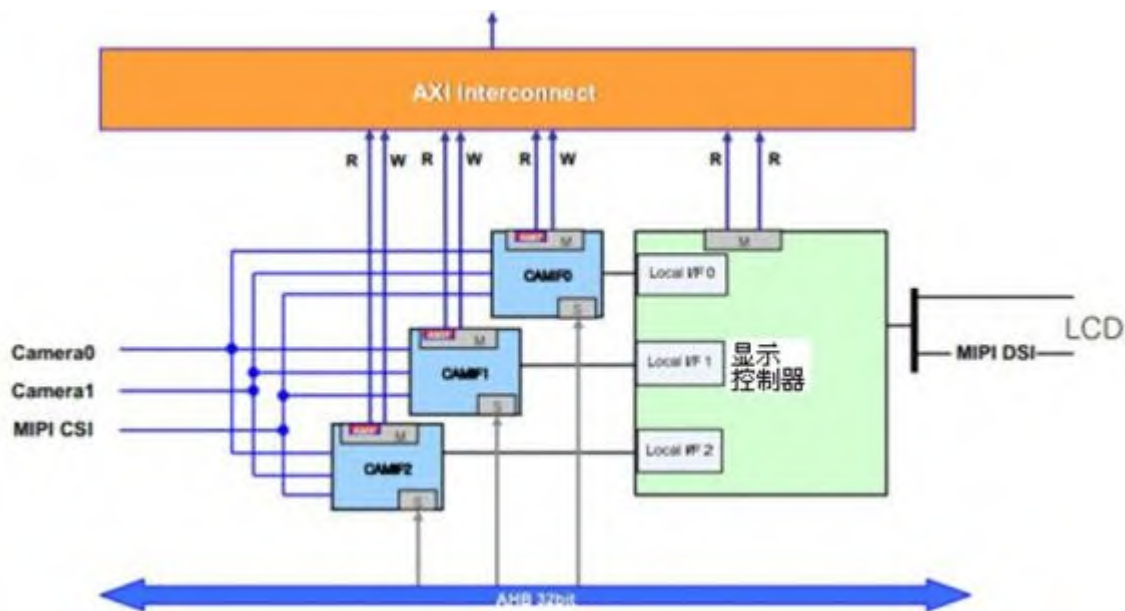 AXI Interconnect
R W R W R W R R
M
M
CAMIF0
Local I/F 0
S
M
Camera0
CAMIF1
Local I/F 1
显示
控制器
LCD
MIPI DSI
Camera1
S
MIPI CSI
M
CAMIF2
Local I/F 2
S
AHB 32bit